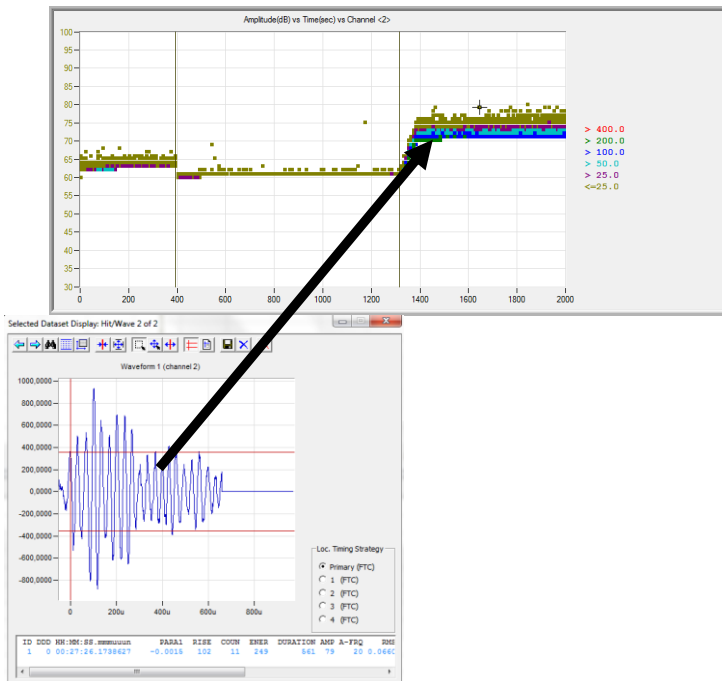 Amplitude(dB) vs Time(sec) vs Channel <2>
100
95
90
85
80
75
70
65
60
55
50
45
40
35
30
0 200 400 600 800 1000 1200 1400 1600 1800 2000
> 400.0
> 200.0
> 100.0
> 50.0
> 25.0
<=25.0
Selected Dataset Display: Hit/Wave 2 of 2
Waveform 1 (channel 2)
1000,0000
800,0000
600,0000
400,0000
200,0000
0,0000
-200,0000
-400,0000
-600,0000
-800,0000
0 200u 400u 600u 800u
Loc. Timing Strategy
Primary (FTC)
1 (FTC)
2 (FTC)
3 (FTC)
4 (FTC)
ID DDD HH:MM:SS.mmmuuun PARA1 RISE COUN ENER DURATION AMP A-FRQ RMS
1 0 00:27:26.1738627 -0.0015 102 11 249 561 79 20 0.0660